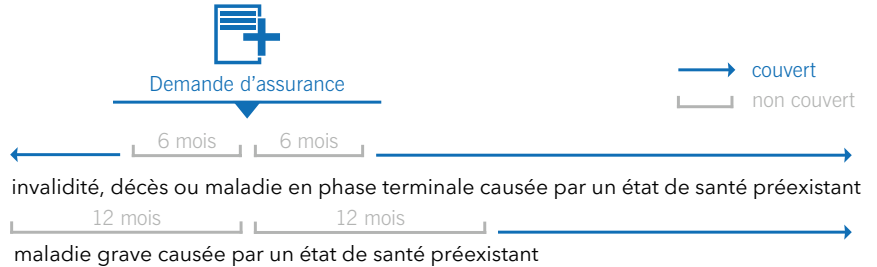 Demande d’assurance
couvert
non couvert
6 mois 6 mois
invalidité, décès ou maladie en phase terminale causée par un état de santé préexistant
12 mois 12 mois
maladie grave causée par un état de santé préexistant